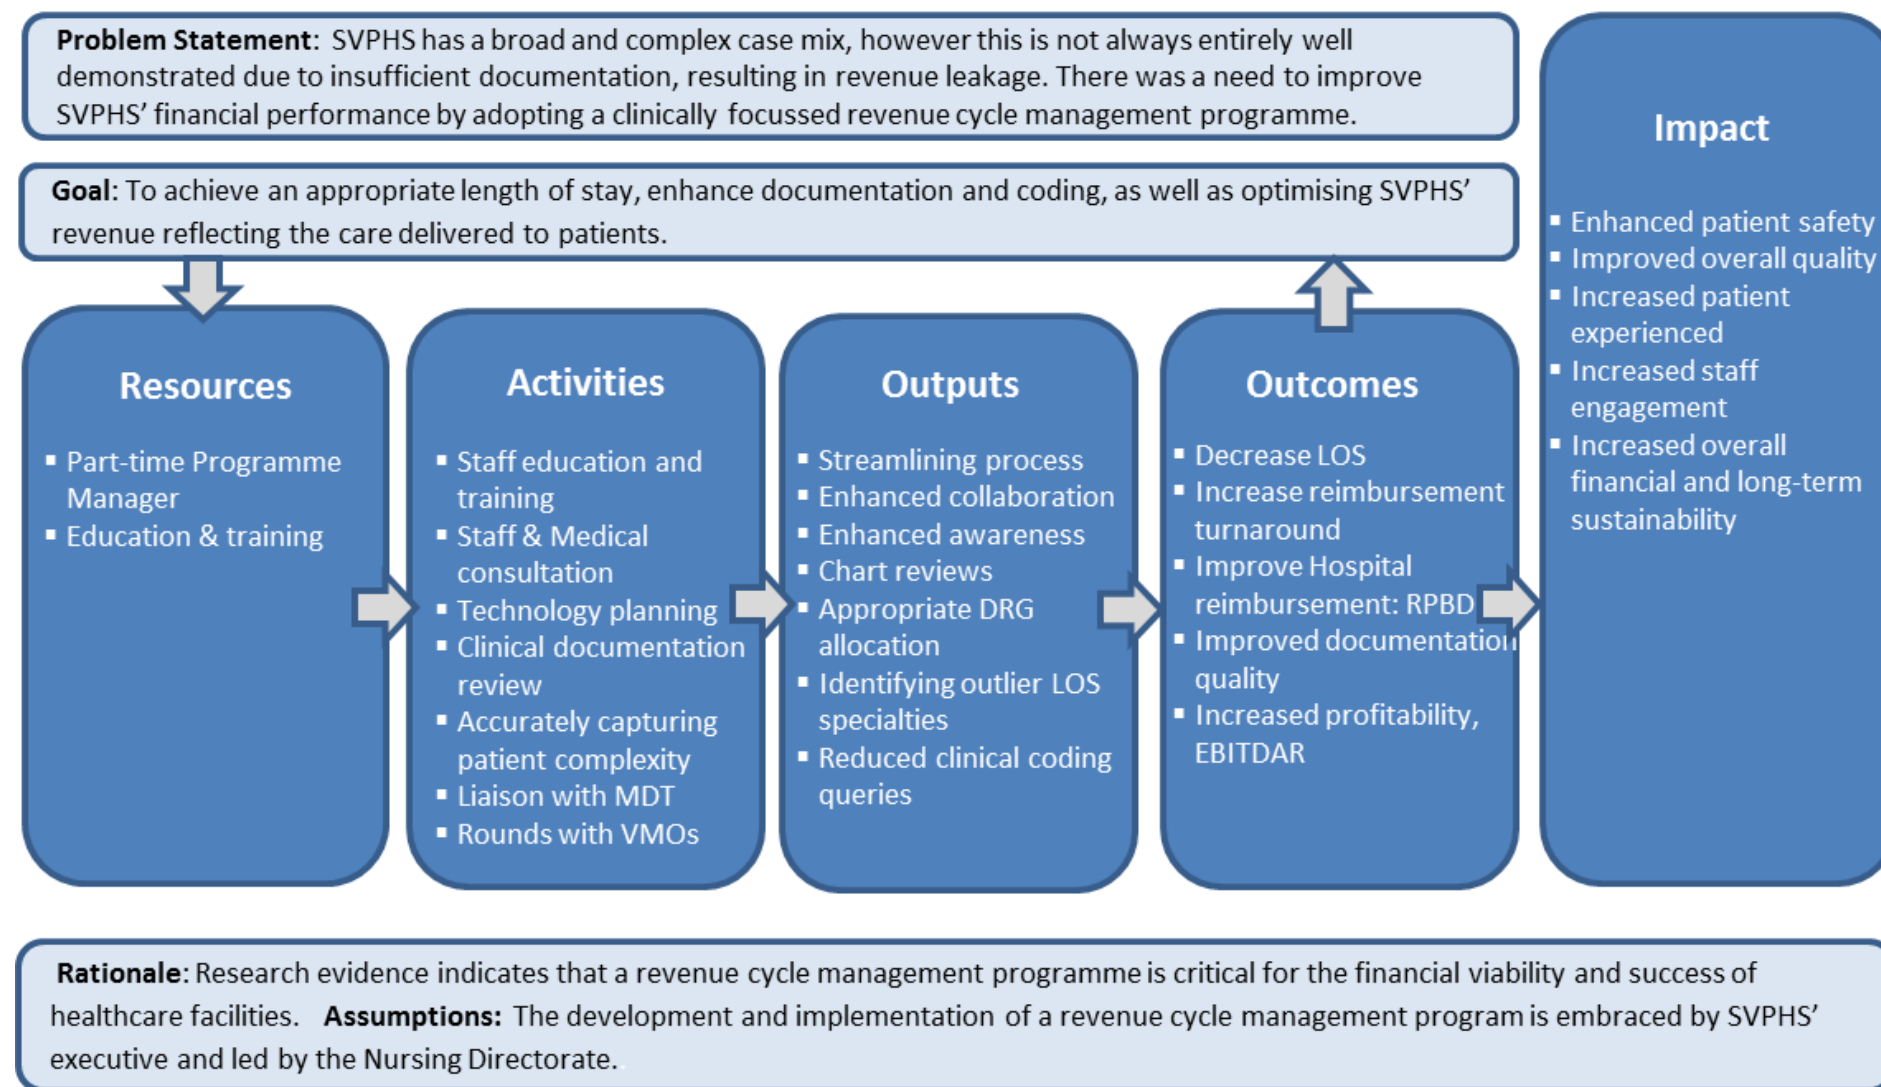 Problem Statement: SVPHS has a broad and complex case mix, however this is not always entirely well
demonstrated due to insufficient documentation, resulting in revenue leakage. There was a need to improve
SVPHS' financial performance by adopting a clinically focussed revenue cycle management programme.
Goal: To achieve an appropriate length of stay, enhance documentation and coding, as well as optimising SVPHS'
revenue reflecting the care delivered to patients.
Resources
▪ Part-time Programme
Manager
▪ Education & training
Activities
▪ Staff education and
training
▪ Staff & Medical
consultation
▪ Technology planning
▪ Clinical documentation
review
▪ Accurately capturing
patient complexity
▪ Liaison with MDT
▪ Rounds with VMOs
Outputs
▪ Streamlining process
▪ Enhanced collaboration
▪ Enhanced awareness
▪ Chart reviews
▪ Appropriate DRG
allocation
▪ Identifying outlier LOS
specialties
▪ Reduced clinical coding
queries
Outcomes
▪ Decrease LOS
▪ Increase reimbursement
turnaround
▪ Improve Hospital
reimbursement: RPBD
▪ Improved documentation
quality
▪ Increased profitability,
EBITDAR
Impact
▪ Enhanced patient safety
▪ Improved overall quality
▪ Increased patient
experienced
▪ Increased staff
engagement
▪ Increased overall
financial and long-term
sustainability
Rationale: Research evidence indicates that a revenue cycle management programme is critical for the financial viability and success of
healthcare facilities. Assumptions: The development and implementation of a revenue cycle management program is embraced by SVPHS'
executive and led by the Nursing Directorate.